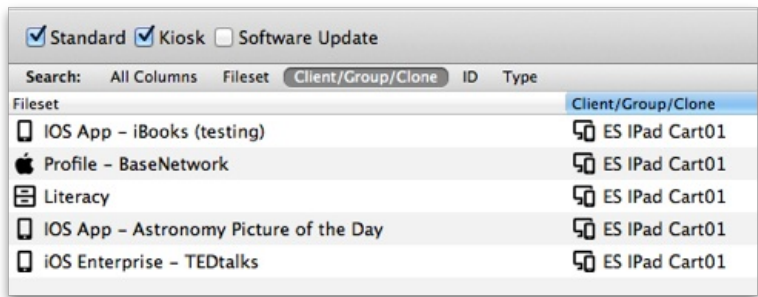 Standard Kiosk Software Update
Search: All Columns Fileset Client/Group/Clone ID Type
Fileset Client/Group/Clone
IOS App – iBooks (testing) ES IPad Cart01
Profile – BaseNetwork ES IPad Cart01
Literacy ES IPad Cart01
IOS App – Astronomy Picture of the Day ES IPad Cart01
iOS Enterprise – TEDtalks ES IPad Cart01